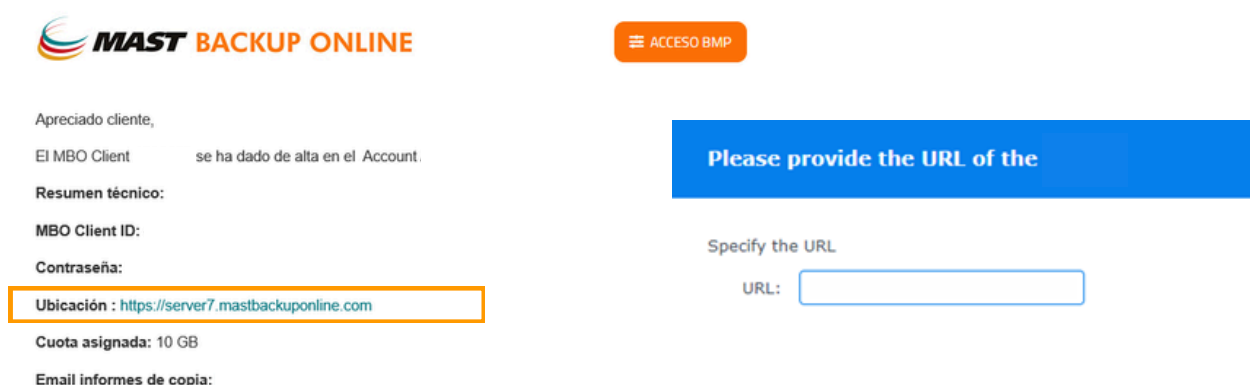 MAST BACKUP ONLINE
ACCESO BMP
Apreciado cliente,
El MBO Client se ha dado de alta en el Account.
Resumen técnico:
MBO Client ID:
Contraseña:
Ubicación : https://server7.mastbackuponline.com
Cuota asignada: 10 GB
Email informes de copia:
Please provide the URL of the
Specify the URL
URL: